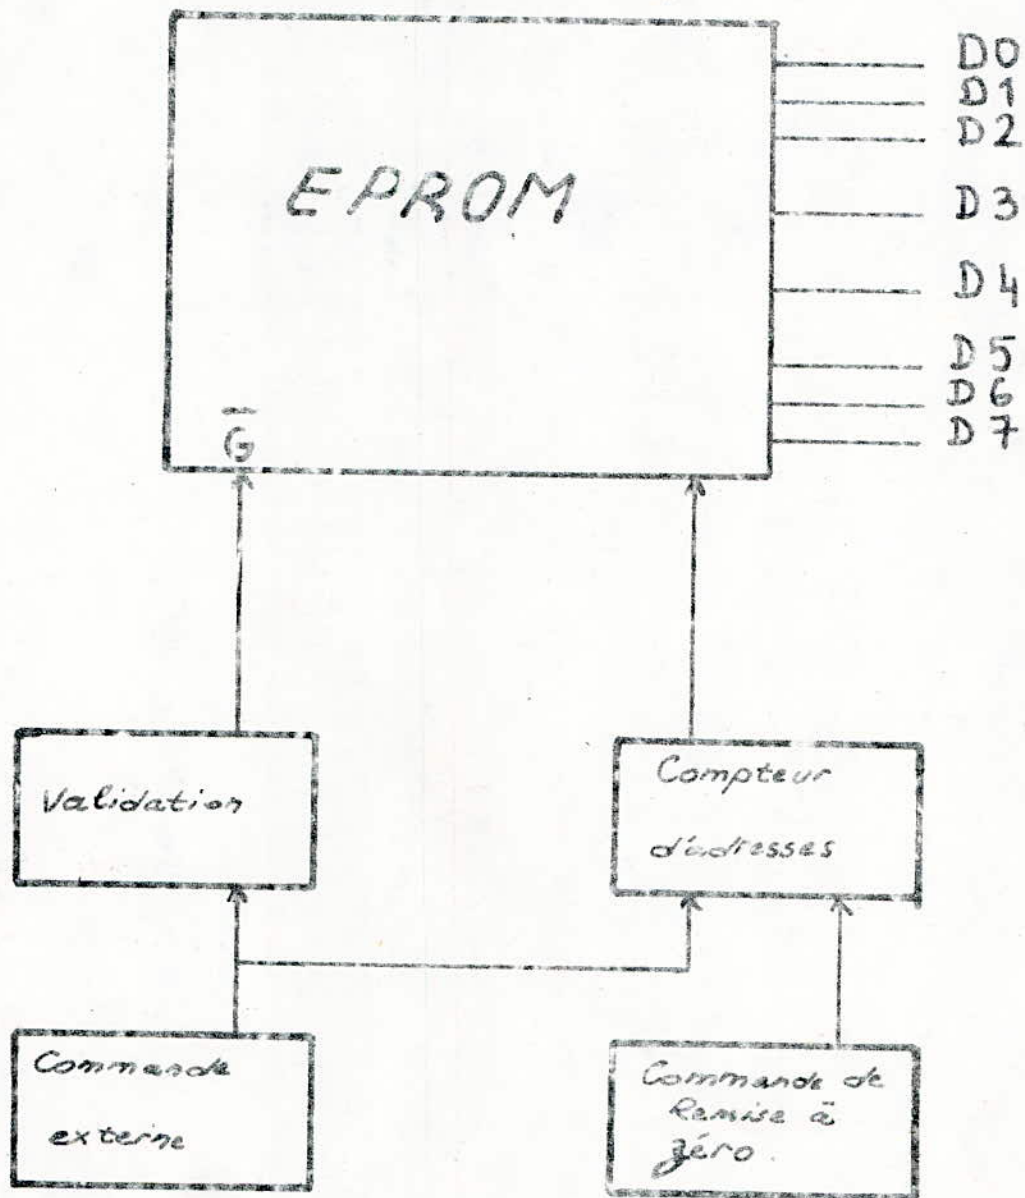 D0
D1
D2
EPROM
D3
D4
D5
D6
D7
G̅
Validation
Compteur
d'adresses
Commande
externe
Commande de
Remise à
zéro.